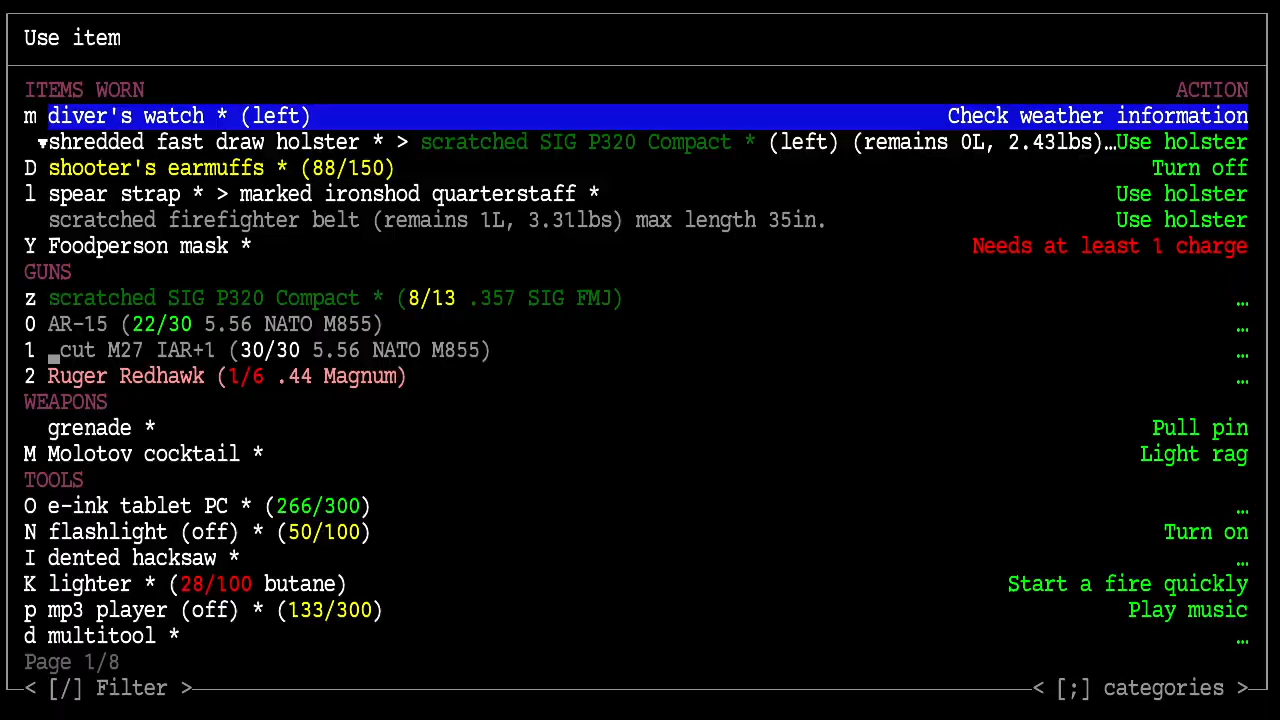 Use item
ITEMS WORN ACTION
m diver's watch * (left) Check weather information
▾shredded fast draw holster * > scratched SIG P320 Compact * (left) (remains 0L, 2.43lbs)…Use holster
D shooter's earmuffs * (88/150) Turn off
l spear strap * > marked ironshod quarterstaff * Use holster
scratched firefighter belt (remains 1L, 3.31lbs) max length 35in. Use holster
Y Foodperson mask * Needs at least 1 charge
GUNS
z scratched SIG P320 Compact * (8/13 .357 SIG FMJ) …
0 AR-15 (22/30 5.56 NATO M855) …
1 ▄cut M27 IAR+1 (30/30 5.56 NATO M855) …
2 Ruger Redhawk (1/6 .44 Magnum) …
WEAPONS
grenade * Pull pin
M Molotov cocktail * Light rag
TOOLS
O e-ink tablet PC * (266/300) …
N flashlight (off) * (50/100) Turn on
I dented hacksaw * …
K lighter * (28/100 butane) Start a fire quickly
p mp3 player (off) * (133/300) Play music
d multitool * …
Page 1/8
< [/] Filter > < [;] categories >